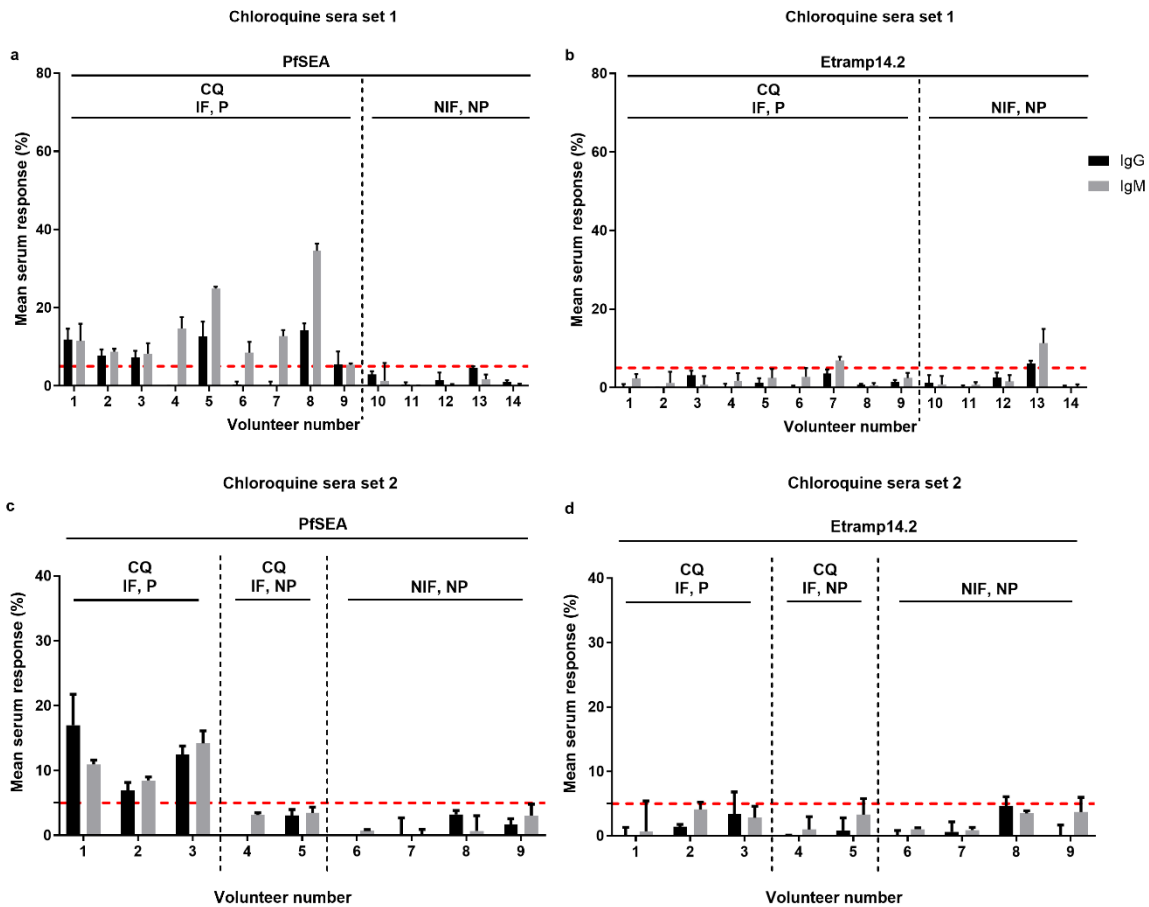 Chloroquine sera set 1
a
PfSEA
CQ
IF, P
NIF, NP
Mean serum response (%)
80
60
40
20
0
1 2 3 4 5 6 7 8 9 10 11 12 13 14
Volunteer number
Chloroquine sera set 1
b
Etramp14.2
CQ
IF, P
NIF, NP
Mean serum response (%)
80
60
40
20
0
1 2 3 4 5 6 7 8 9 10 11 12 13 14
Volunteer number
IgG
IgM
Chloroquine sera set 2
c
PfSEA
CQ
IF, P
CQ
IF, NP
NIF, NP
Mean serum response (%)
40
30
20
10
0
1 2 3 4 5 6 7 8 9
Volunteer number
Chloroquine sera set 2
d
Etramp14.2
CQ
IF, P
CQ
IF, NP
NIF, NP
Mean serum response (%)
40
30
20
10
0
1 2 3 4 5 6 7 8 9
Volunteer number